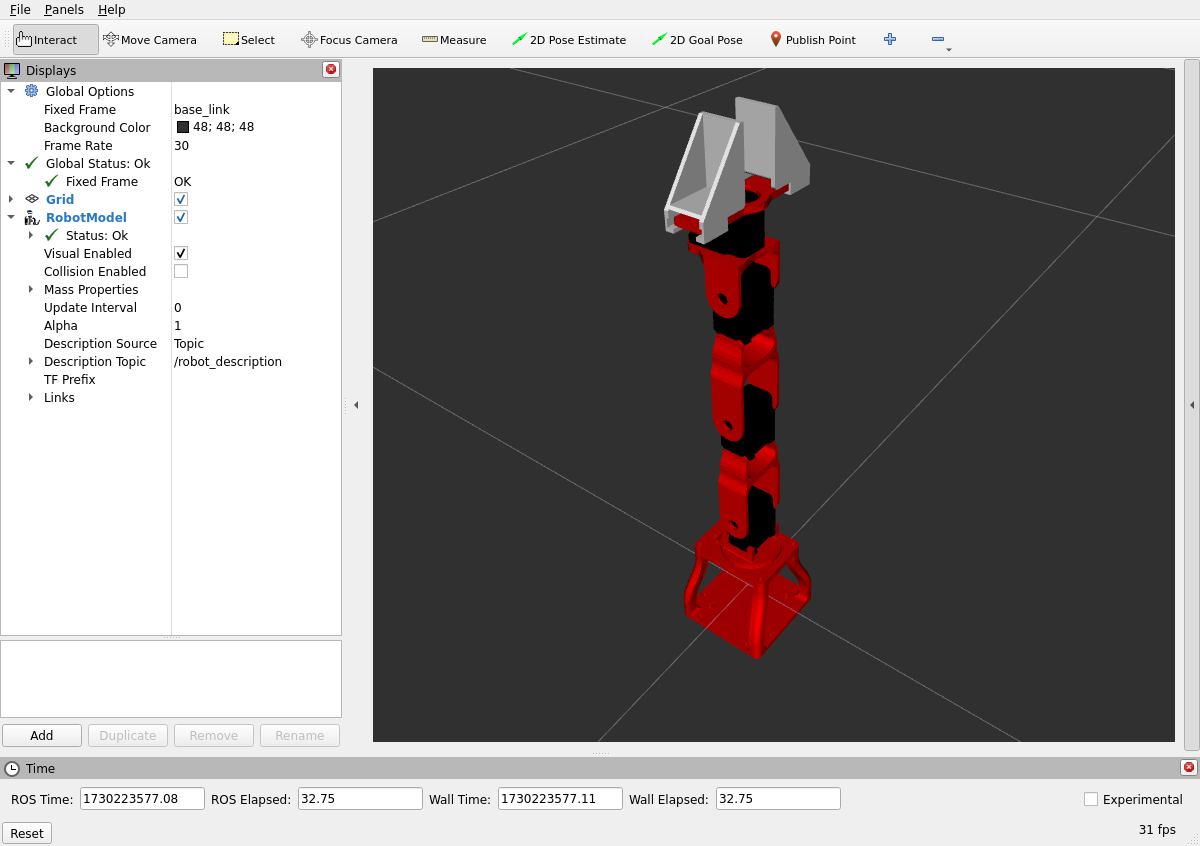 File Panels Help
Interact Move Camera Select Focus Camera Measure 2D Pose Estimate 2D Goal Pose Publish Point
Displays
Global Options
Fixed Frame base_link
Background Color 48; 48; 48
Frame Rate 30
Global Status: Ok
Fixed Frame OK
Grid
RobotModel
Status: Ok
Visual Enabled
Collision Enabled
Mass Properties
Update Interval 0
Alpha 1
Description Source Topic
Description Topic /robot_description
TF Prefix
Links
Add Duplicate Remove Rename
Time
ROS Time: 1730223577.08 ROS Elapsed: 32.75 Wall Time: 1730223577.11 Wall Elapsed: 32.75 Experimental
Reset 31 fps